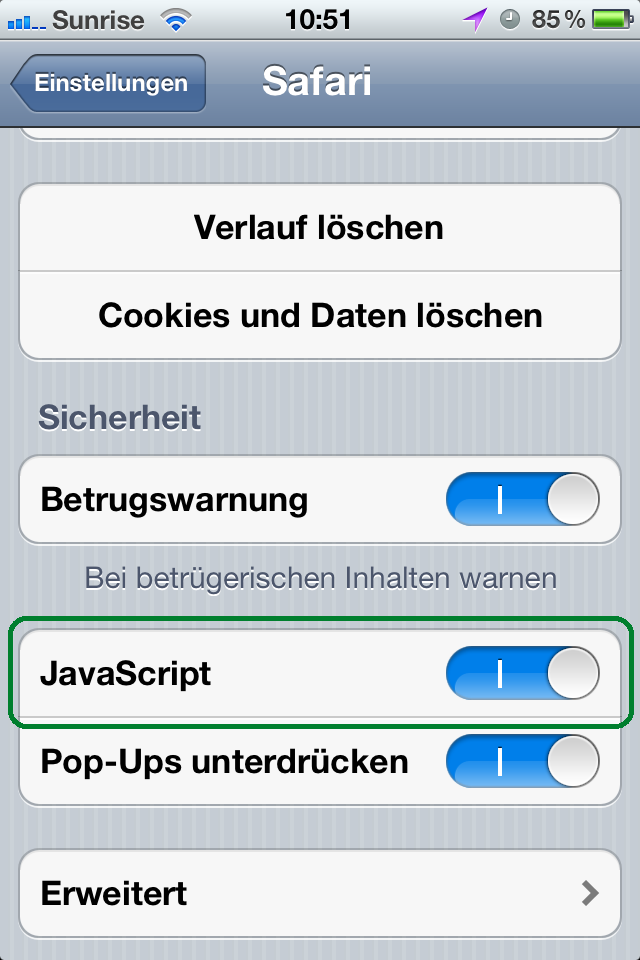 Sunrise 10:51 85 %
Einstellungen Safari
Verlauf löschen
Cookies und Daten löschen
Sicherheit
Betrugswarnung
Bei betrügerischen Inhalten warnen
JavaScript
Pop-Ups unterdrücken
Erweitert